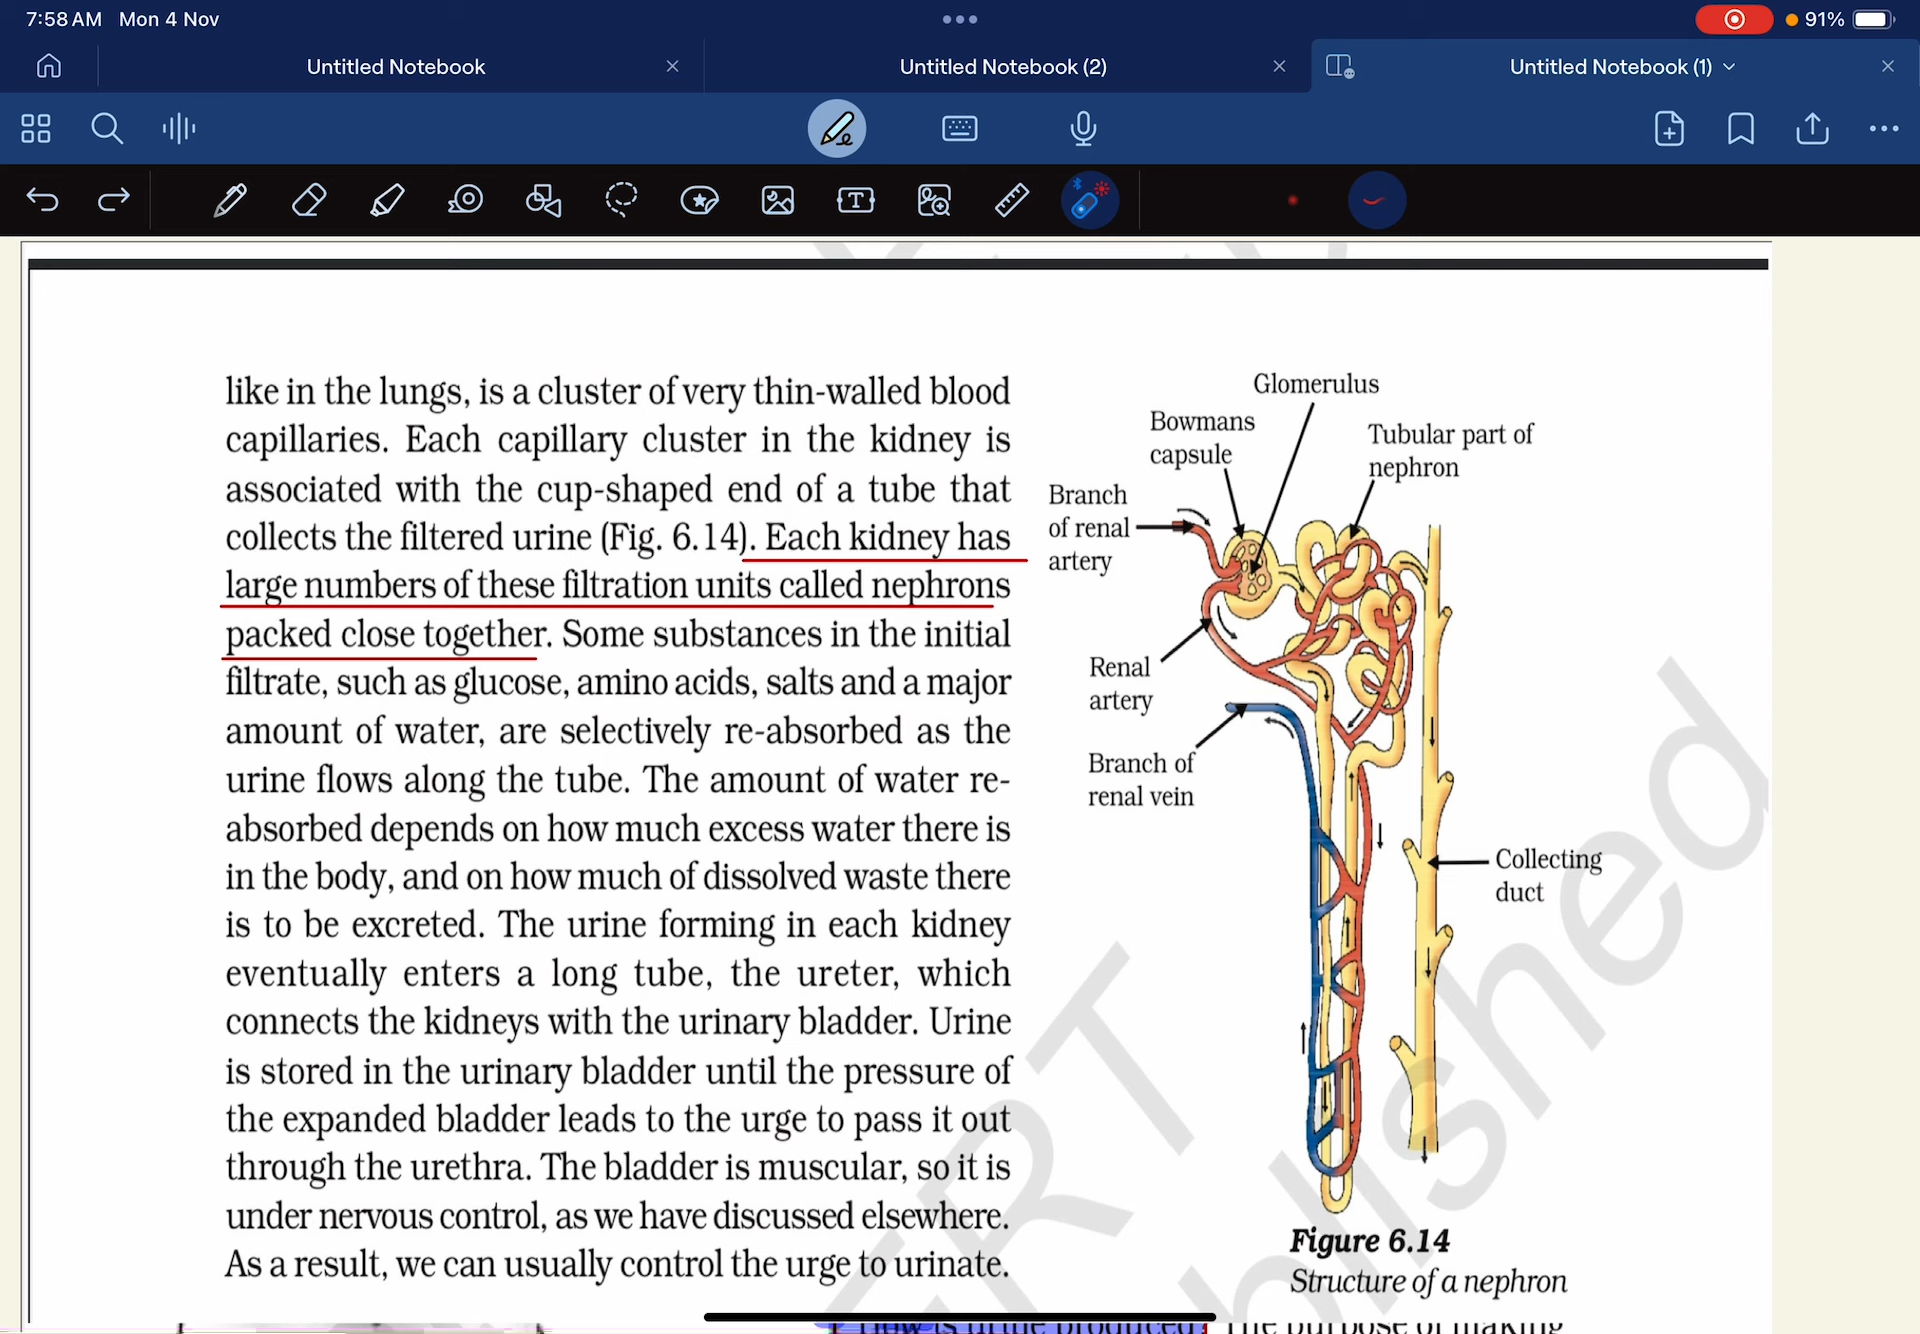 7:58 AM Mon 4 Nov
91%
Untitled Notebook
Untitled Notebook (2)
Untitled Notebook (1)
like in the lungs, is a cluster of very thin-walled blood
capillaries. Each capillary cluster in the kidney is
associated with the cup-shaped end of a tube that
collects the filtered urine (Fig. 6.14). Each kidney has
large numbers of these filtration units called nephrons
packed close together. Some substances in the initial
filtrate, such as glucose, amino acids, salts and a major
amount of water, are selectively re-absorbed as the
urine flows along the tube. The amount of water re-
absorbed depends on how much excess water there is
in the body, and on how much of dissolved waste there
is to be excreted. The urine forming in each kidney
eventually enters a long tube, the ureter, which
connects the kidneys with the urinary bladder. Urine
is stored in the urinary bladder until the pressure of
the expanded bladder leads to the urge to pass it out
through the urethra. The bladder is muscular, so it is
under nervous control, as we have discussed elsewhere.
As a result, we can usually control the urge to urinate.
Glomerulus
Bowmans
capsule
Tubular part of
nephron
Branch
of renal
artery
Renal
artery
Branch of
renal vein
Collecting
duct
Figure 6.14
Structure of a nephron
How is urine produced? The purpose of making